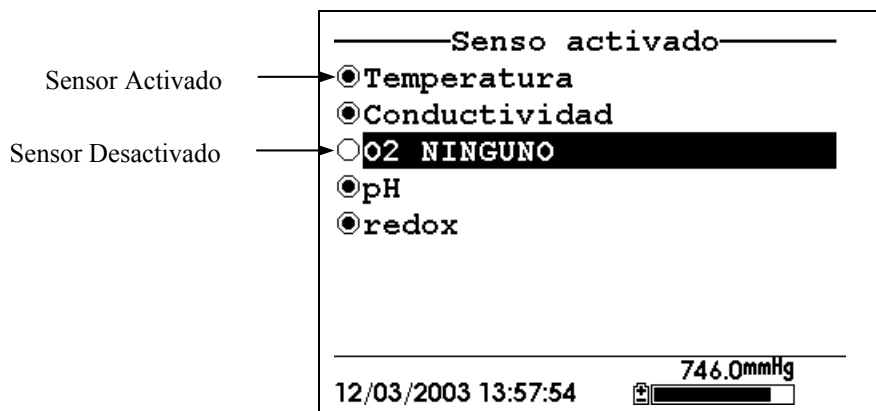 Senso activado
Sensor Activado
Temperatura
Conductividad
Sensor Desactivado
O2 NINGUNO
pH
redox
746.0mmHg
12/03/2003 13:57:54